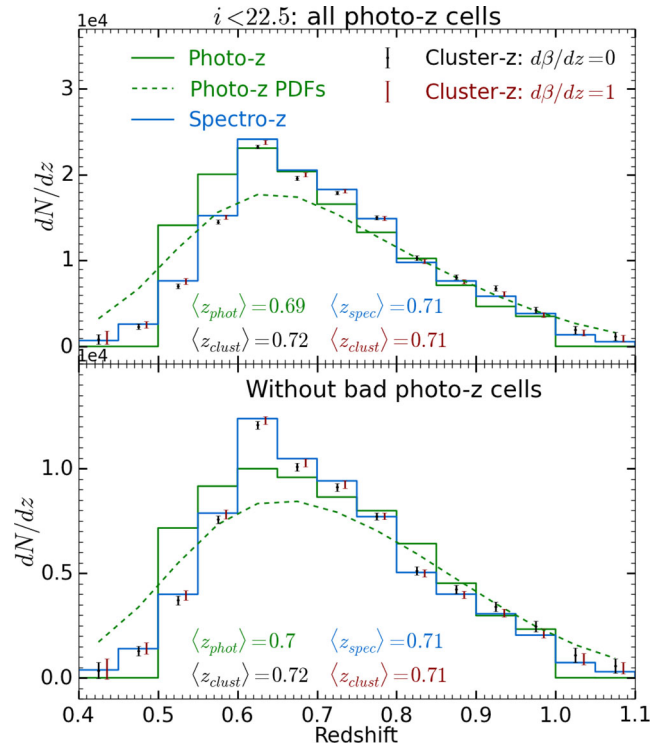 i<22.5: all photo-z cells
1e4
Photo-z
Photo-z PDFs
Spectro-z
Cluster-z: dβ/dz=0
Cluster-z: dβ/dz=1
dN/dz
3
2
1
0
⟨z_phot⟩=0.69 ⟨z_spec⟩=0.71
⟨z_clust⟩=0.72 ⟨z_clust⟩=0.71
1e4
Without bad photo-z cells
dN/dz
1.0
0.5
0.0
⟨z_phot⟩=0.7 ⟨z_spec⟩=0.71
⟨z_clust⟩=0.72 ⟨z_clust⟩=0.71
0.4 0.5 0.6 0.7 0.8 0.9 1.0 1.1
Redshift